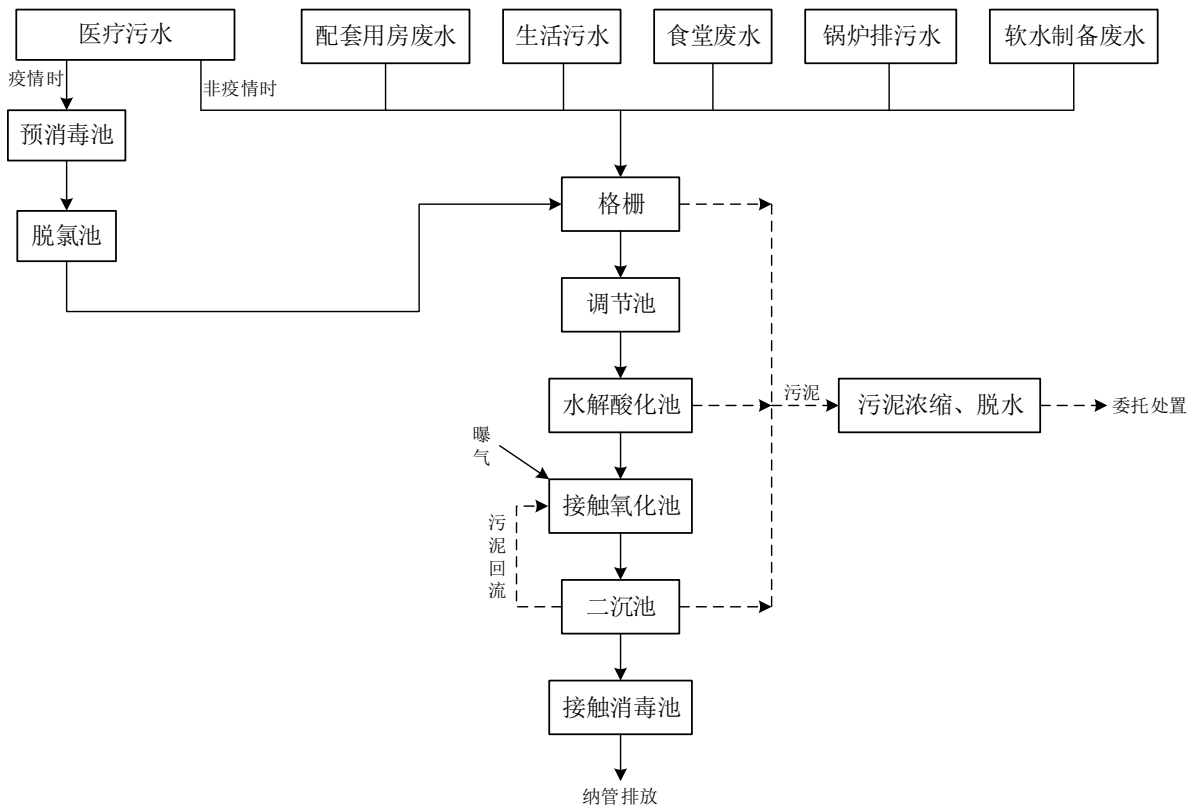 医疗污水
配套用房废水
生活污水
食堂废水
锅炉排污水
软水制备废水
疫情时
非疫情时
预消毒池
脱氯池
格栅
调节池
水解酸化池
污泥
污泥浓缩、脱水
委托处置
曝气
接触氧化池
污泥回流
二沉池
接触消毒池
纳管排放